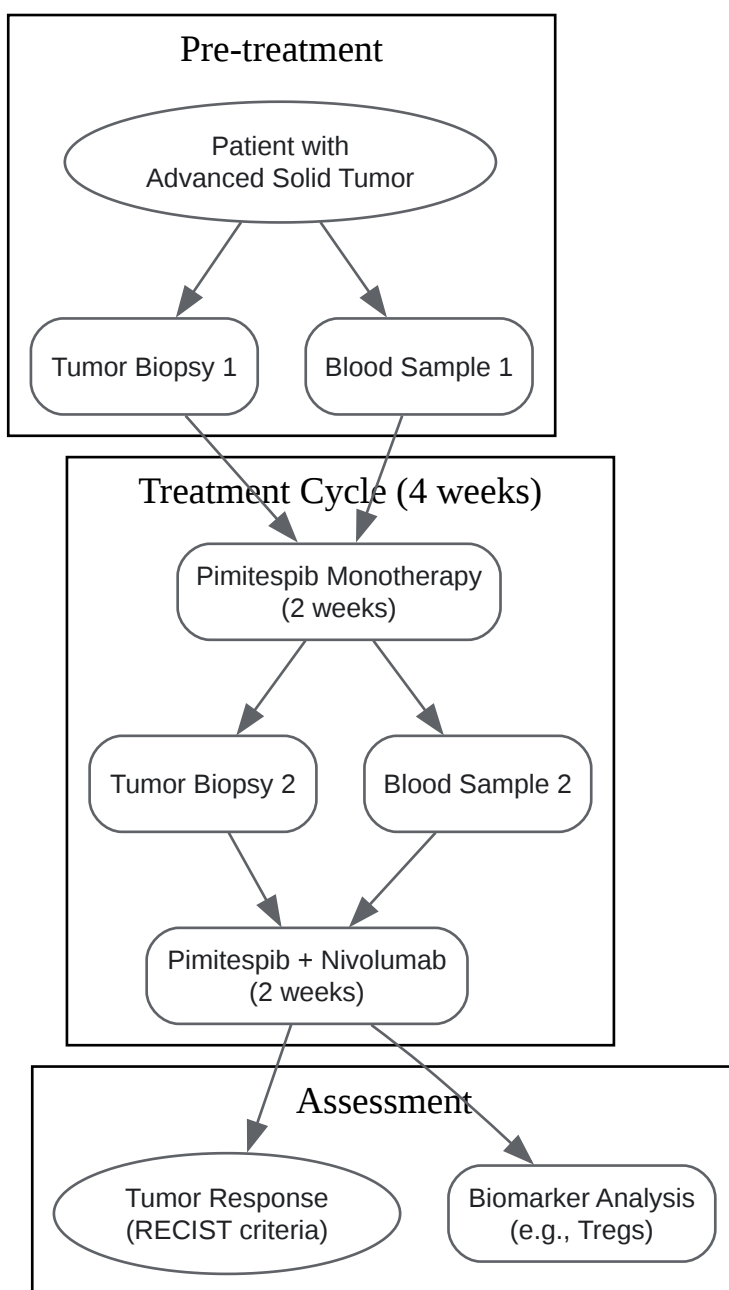 Pre-treatment
Patient with
Advanced Solid Tumor
Tumor Biopsy 1
Blood Sample 1
Treatment Cycle (4 weeks)
Pimitespib Monotherapy
(2 weeks)
Tumor Biopsy 2
Blood Sample 2
Pimitespib + Nivolumab
(2 weeks)
Assessment
Tumor Response
(RECIST criteria)
Biomarker Analysis
(e.g., Tregs)